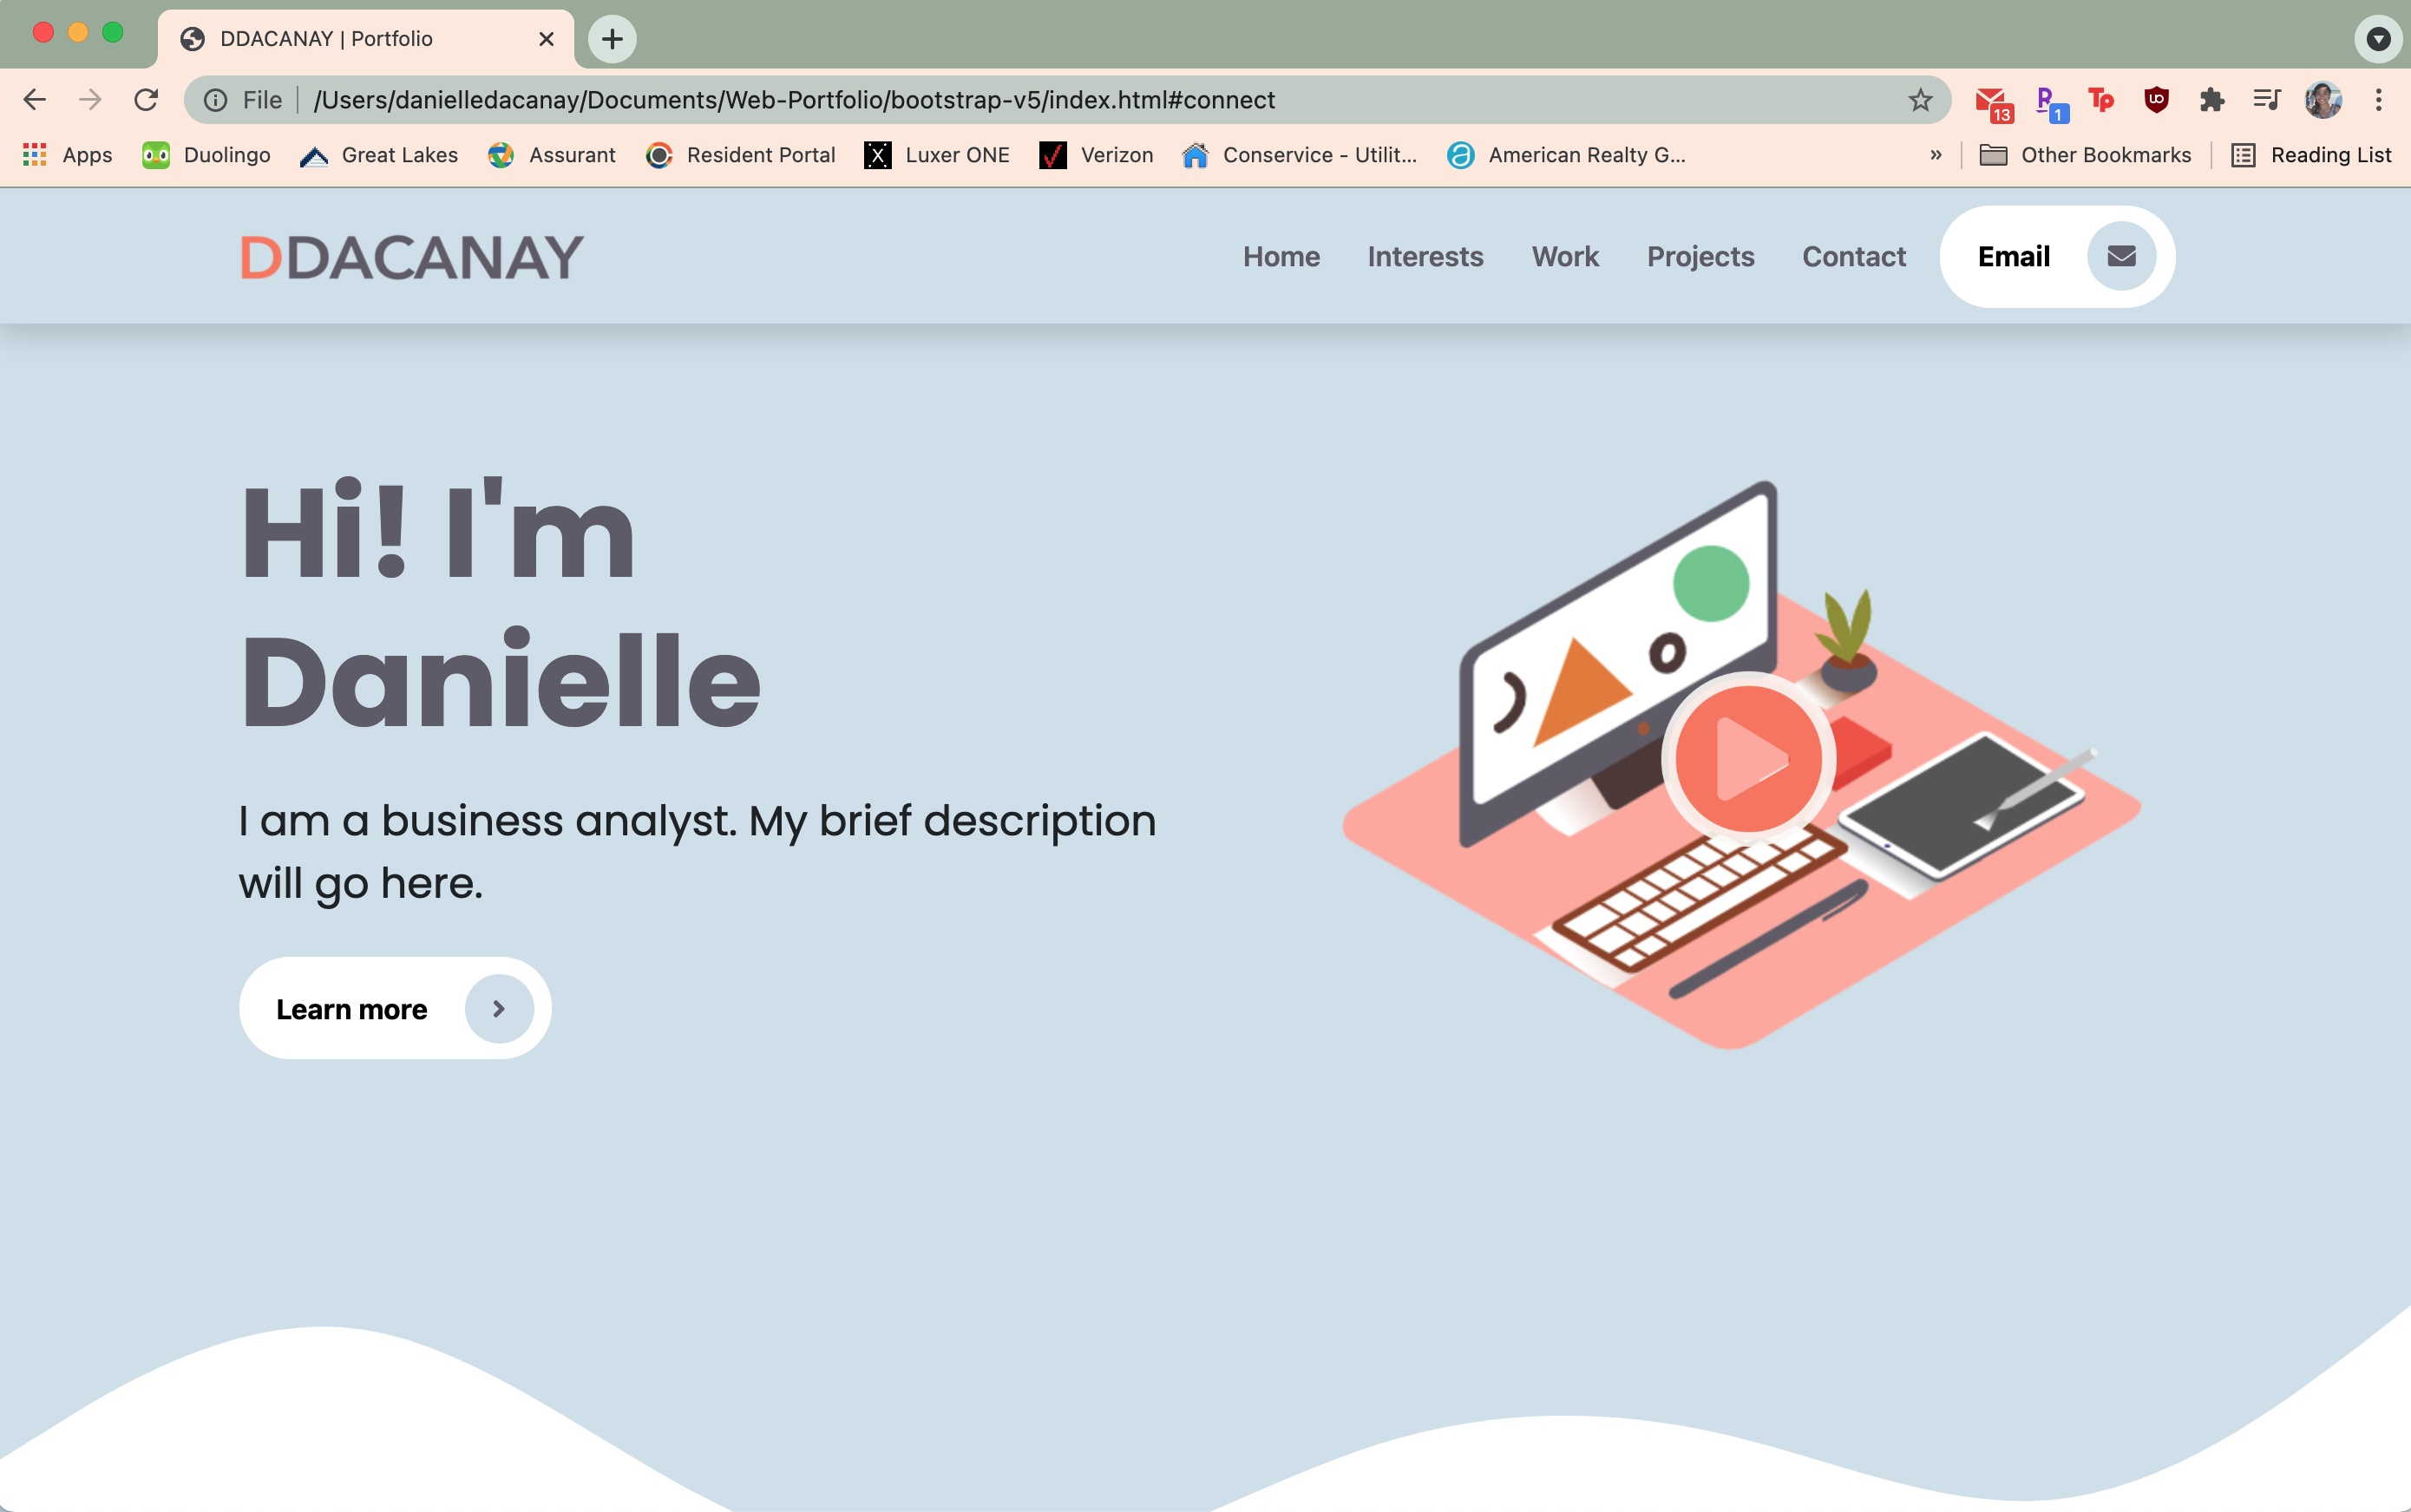 DDACANAY | Portfolio
File /Users/danielledacanay/Documents/Web-Portfolio/bootstrap-v5/index.html#connect
13
1
Apps Duolingo Great Lakes Assurant Resident Portal Luxer ONE Verizon Conservice - Utilit... American Realty G... » Other Bookmarks Reading List
DDACANAY Home Interests Work Projects Contact Email
Hi! I'm
Danielle
I am a business analyst. My brief description
will go here.
Learn more